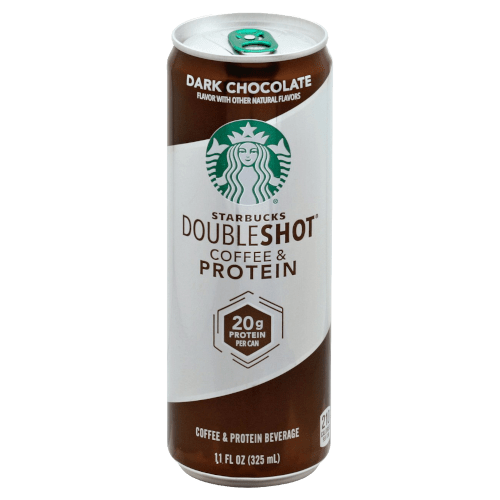 DARK CHOCOLATE
FLAVOR WITH OTHER NATURAL FLAVORS
STARBUCKS
DOUBLESHOT®
COFFEE &
PROTEIN
20g
PROTEIN
PER CAN
COFFEE & PROTEIN BEVERAGE
11 FL OZ (325 mL)